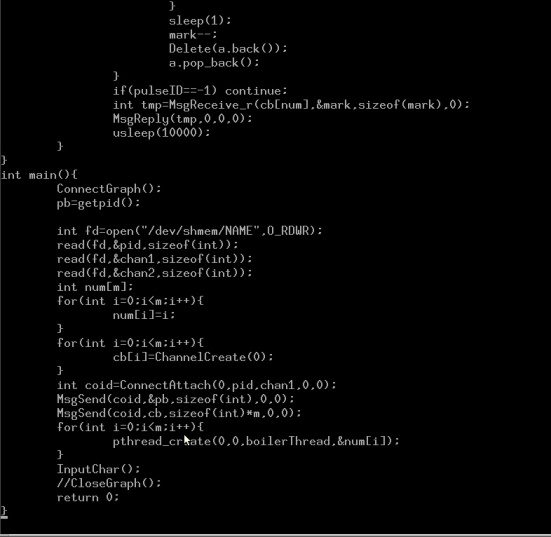 }
sleep(1);
mark--;
Delete(a.back());
a.pop_back();
}
if(pulseID==-1) continue;
int tmp=MsgReceive_r(cb[num],&mark,sizeof(mark),0);
MsgReply(tmp,0,0,0);
usleep(10000);
}
}
int main(){
ConnectGraph();
pb=getpid();
int fd=open("/dev/shmem/NAME",O_RDWR);
read(fd,&pid,sizeof(int));
read(fd,&chan1,sizeof(int));
read(fd,&chan2,sizeof(int));
int num[m];
for(int i=0;i<m;i++){
num[i]=i;
}
for(int i=0;i<m;i++){
cb[i]=ChannelCreate(0);
}
int coid=ConnectAttach(0,pid,chan1,0,0);
MsgSend(coid,&pb,sizeof(int),0,0);
MsgSend(coid,cb,sizeof(int)*m,0,0);
for(int i=0;i<m;i++){
pthread_create(0,0,boilerThread,&num[i]);
}
InputChar();
//CloseGraph();
return 0;
}